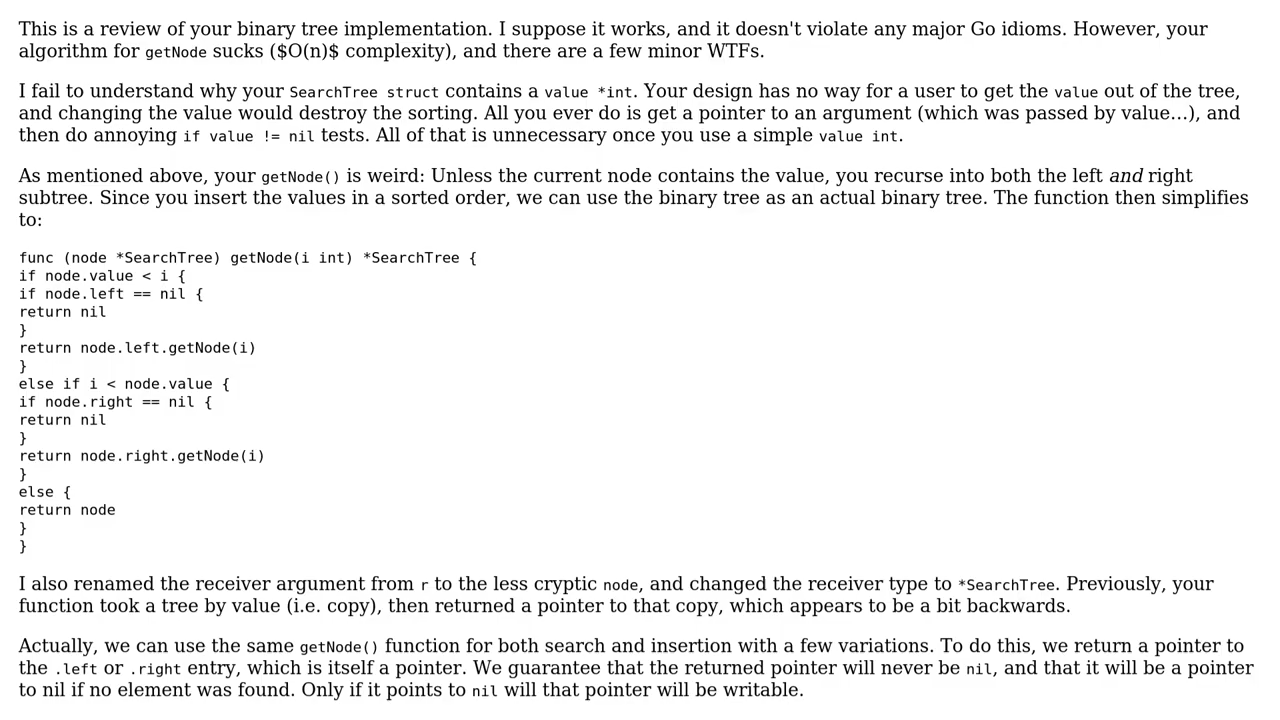 This is a review of your binary tree implementation. I suppose it works, and it doesn't violate any major Go idioms. However, your
algorithm for getNode sucks ($O(n)$ complexity), and there are a few minor WTFs.
I fail to understand why your SearchTree struct contains a value *int. Your design has no way for a user to get the value out of the tree,
and changing the value would destroy the sorting. All you ever do is get a pointer to an argument (which was passed by value…), and
then do annoying if value != nil tests. All of that is unnecessary once you use a simple value int.
As mentioned above, your getNode() is weird: Unless the current node contains the value, you recurse into both the left and right
subtree. Since you insert the values in a sorted order, we can use the binary tree as an actual binary tree. The function then simplifies
to:
func (node *SearchTree) getNode(i int) *SearchTree {
if node.value < i {
if node.left == nil {
return nil
}
return node.left.getNode(i)
}
else if i < node.value {
if node.right == nil {
return nil
}
return node.right.getNode(i)
}
else {
return node
}
}
I also renamed the receiver argument from r to the less cryptic node, and changed the receiver type to *SearchTree. Previously, your
function took a tree by value (i.e. copy), then returned a pointer to that copy, which appears to be a bit backwards.
Actually, we can use the same getNode() function for both search and insertion with a few variations. To do this, we return a pointer to
the .left or .right entry, which is itself a pointer. We guarantee that the returned pointer will never be nil, and that it will be a pointer
to nil if no element was found. Only if it points to nil will that pointer will be writable.